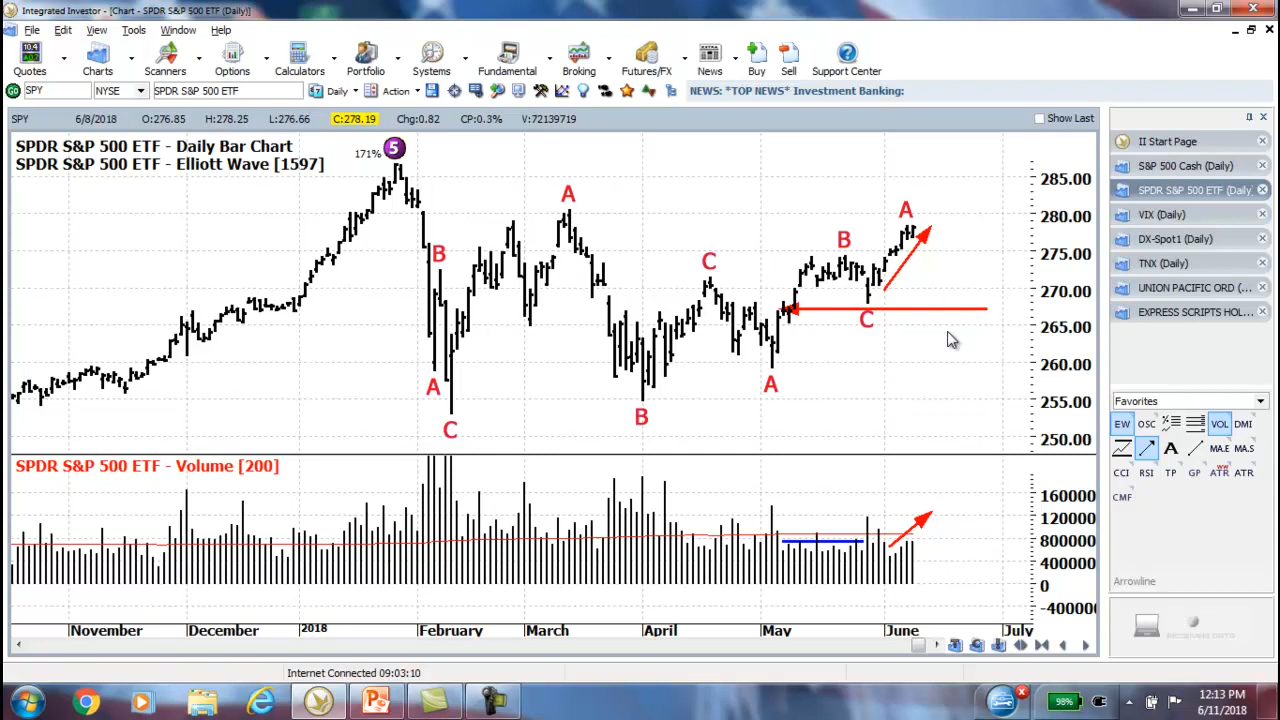 Integrated Investor - [Chart - SPDR S&P 500 ETF (Daily)]
File Edit View Tools Window Help
Quotes Charts Scanners Options Calculators Portfolio Systems Fundamental Broking Futures/FX News Buy Sell Support Center
GO SPY NYSE SPDR S&P 500 ETF Daily Action NEWS: *TOP NEWS* Investment Banking:
SPY 6/8/2018 O:276.85 H:278.25 L:276.66 C:278.19 Chg:0.82 CP:0.3% V:72139719 Show Last
SPDR S&P 500 ETF - Daily Bar Chart
SPDR S&P 500 ETF - Elliott Wave [1597]
171% 5
285.00
280.00
275.00
270.00
265.00
260.00
255.00
250.00
A
A
B
B
C
C
A
A
B
C
SPDR S&P 500 ETF - Volume [200]
160000
120000
800000
400000
0
-400000
November December 2018 February March April May June July
II Start Page
S&P 500 Cash (Daily)
SPDR S&P 500 ETF (Daily)
VIX (Daily)
DX-Spot1 (Daily)
TNX (Daily)
UNION PACIFIC ORD (...
EXPRESS SCRIPTS HOL...
Favorites
EW OSC VOL DMI
A MA.E MA.S
CCI RSI TP GP ATR ATR
CMF
Arrowline
RECEIVING DATA
Internet Connected 09:03:10
98%
12:13 PM
6/11/2018